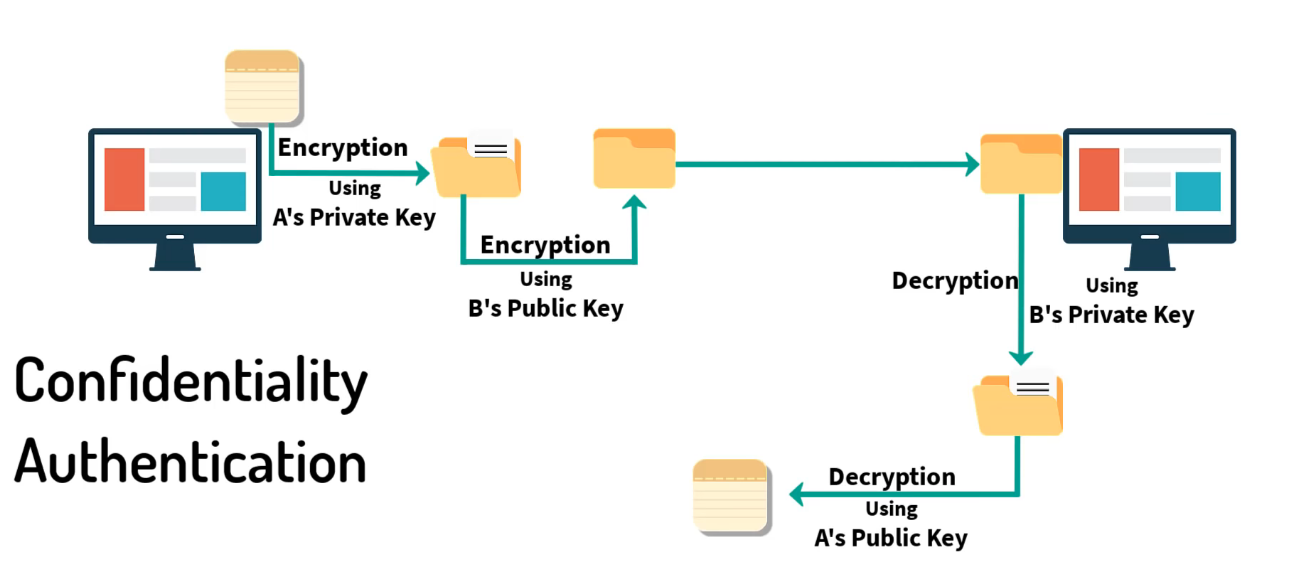 Encryption
Using
A's Private Key
Encryption
Using
B's Public Key
Decryption
Using
B's Private Key
Confidentiality
Authentication
Decryption
Using
A's Public Key